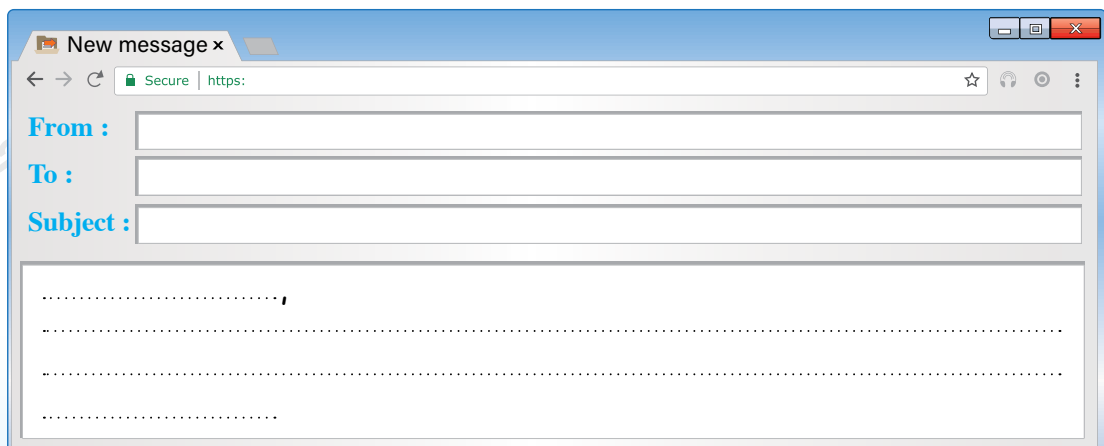 New message ×
Secure | https:
From :
To :
Subject :
..............................,
....................................................................................................................................
....................................................................................................................................
..............................